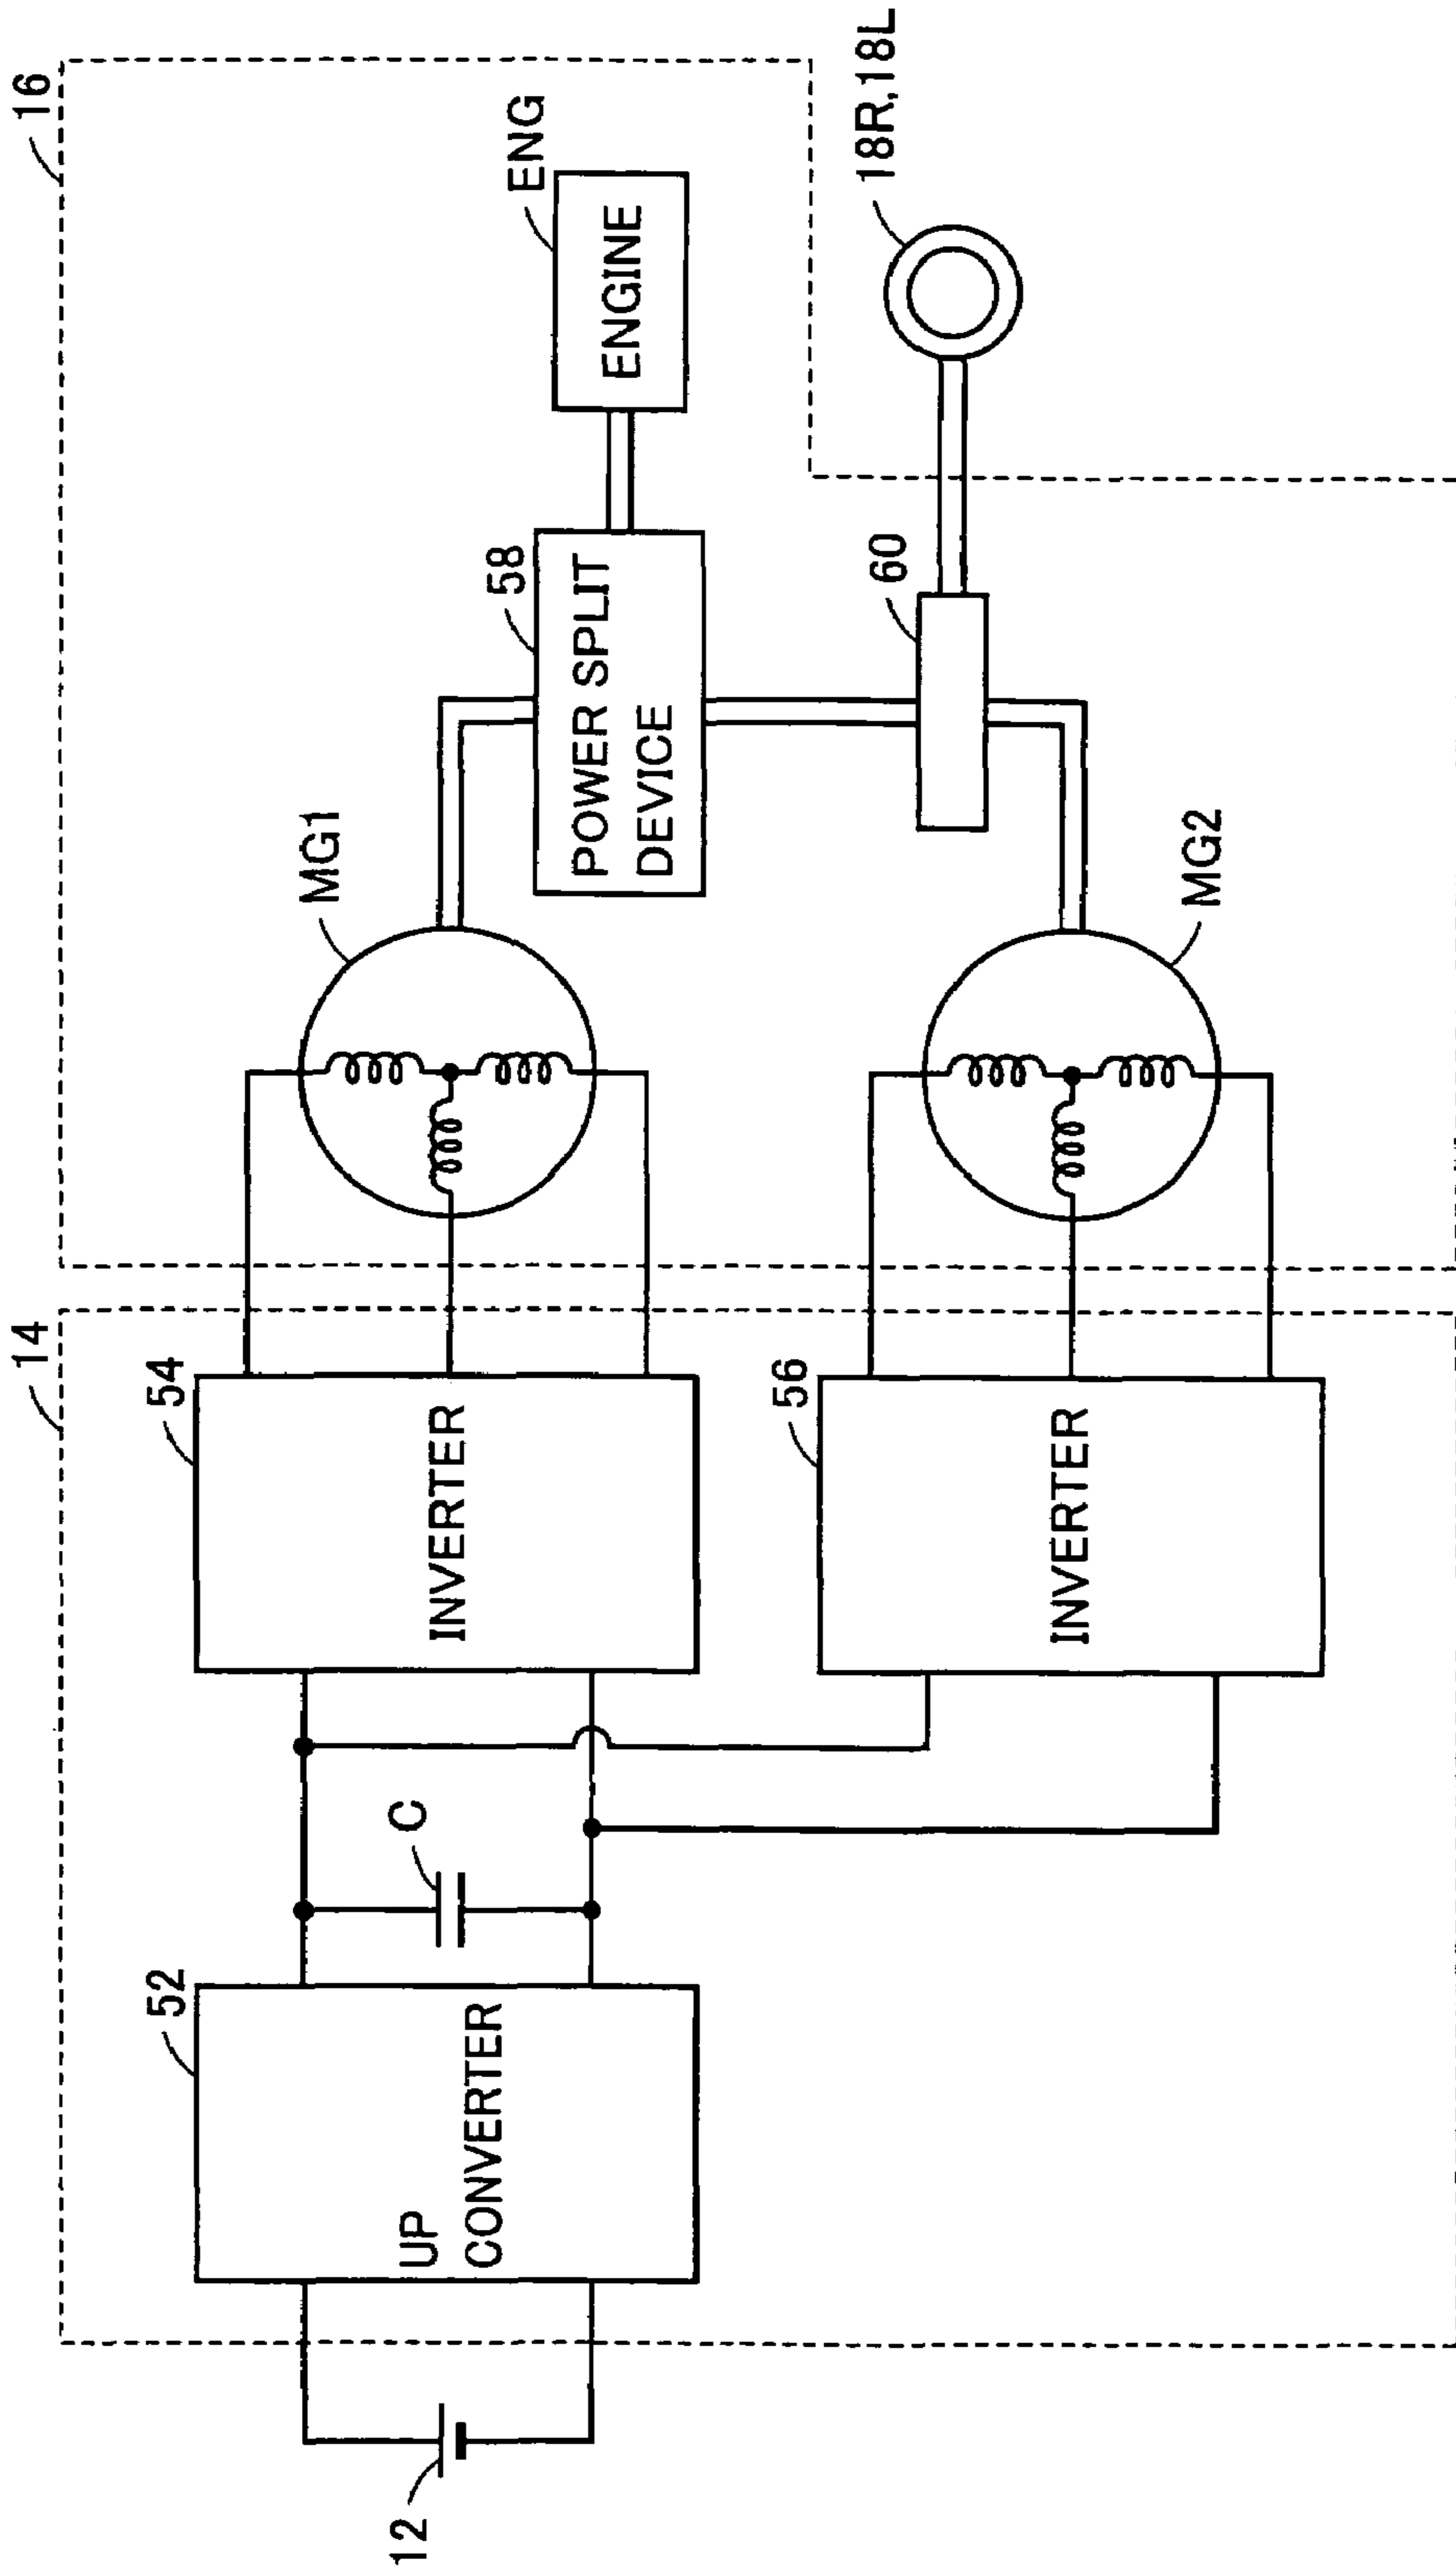 16
14
ENG
ENGINE
18R,18L
58
POWER SPLIT
DEVICE
60
MG1
MG2
54
INVERTER
56
INVERTER
C
52
UP
CONVERTER
12